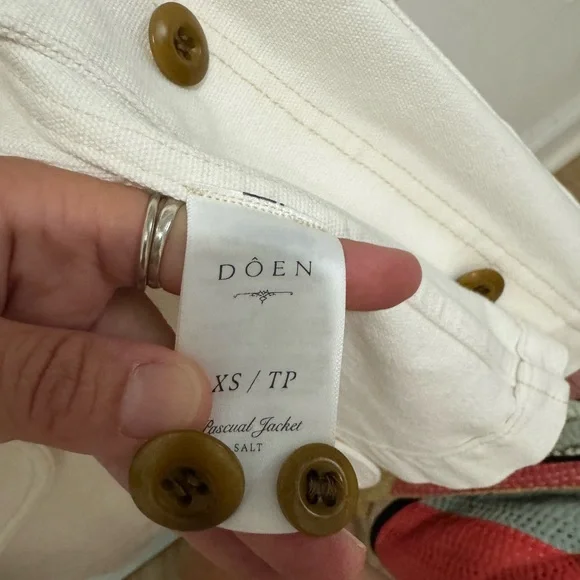 DÔEN
XS / TP
Pascual Jacket
SALT